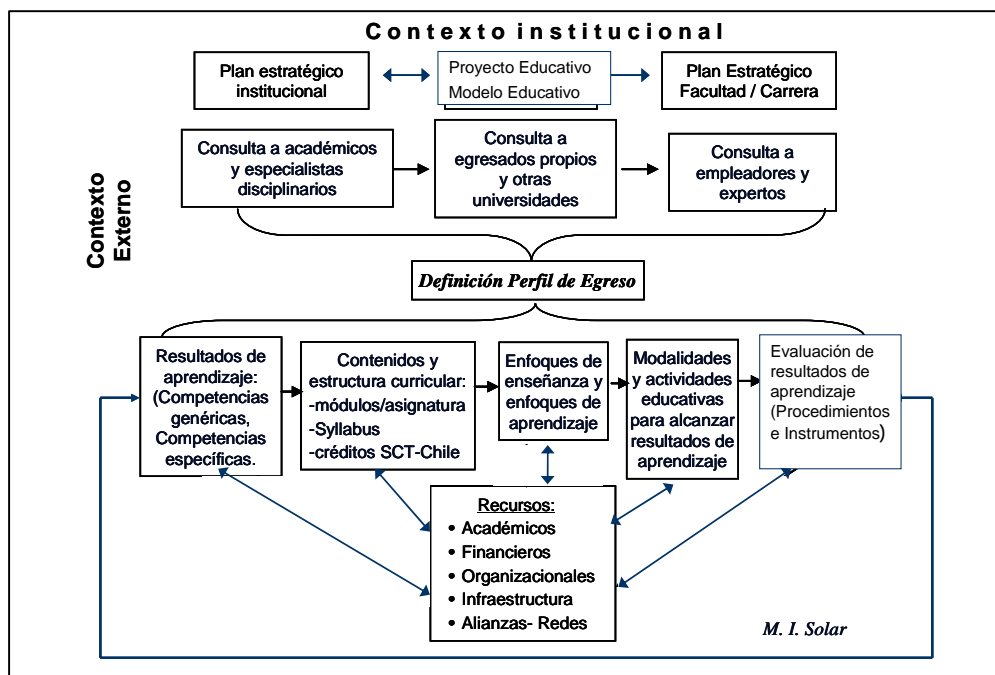 Contexto institucional
Plan estratégico
institucional
Proyecto Educativo
Modelo Educativo
Plan Estratégico
Facultad / Carrera
Contexto
Externo
Consulta a académicos
y especialistas
disciplinarios
Consulta a
egresados propios
y otras
universidades
Consulta a
empleadores y
expertos
Definición Perfil de Egreso
Resultados de
aprendizaje:
(Competencias
genéricas,
Competencias
específicas.
Contenidos y
estructura curricular:
-módulos/asignatura
-Syllabus
-créditos SCT-Chile
Enfoques de
enseñanza y
enfoques de
aprendizaje
Modalidades
y actividades
educativas
para alcanzar
resultados de
aprendizaje
Evaluación de
resultados de
aprendizaje
(Procedimientos
e Instrumentos)
Recursos:
• Académicos
• Financieros
• Organizacionales
• Infraestructura
• Alianzas- Redes
M. I. Solar